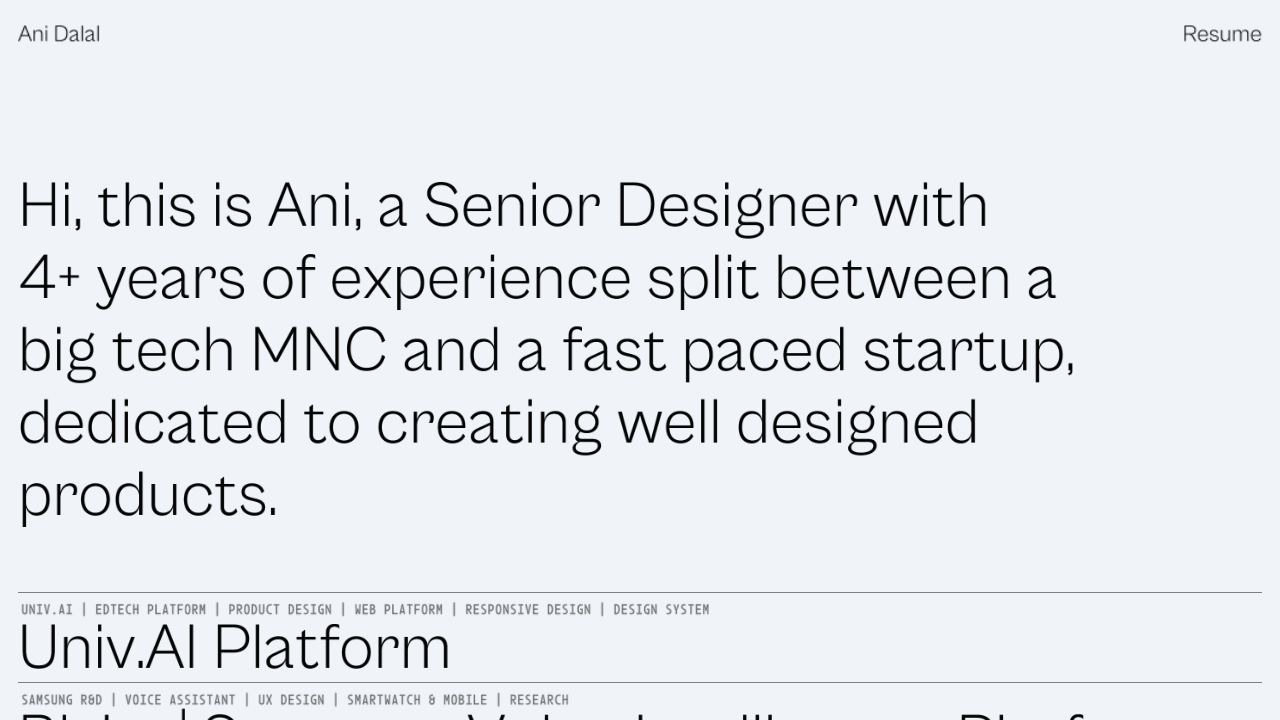 Ani Dalal
Resume
Hi, this is Ani, a Senior Designer with
4+ years of experience split between a
big tech MNC and a fast paced startup,
dedicated to creating well designed
products.
UNIV.AI | EDTECH PLATFORM | PRODUCT DESIGN | WEB PLATFORM | RESPONSIVE DESIGN | DESIGN SYSTEM
Univ.AI Platform
SAMSUNG R&D | VOICE ASSISTANT | UX DESIGN | SMARTWATCH & MOBILE | RESEARCH